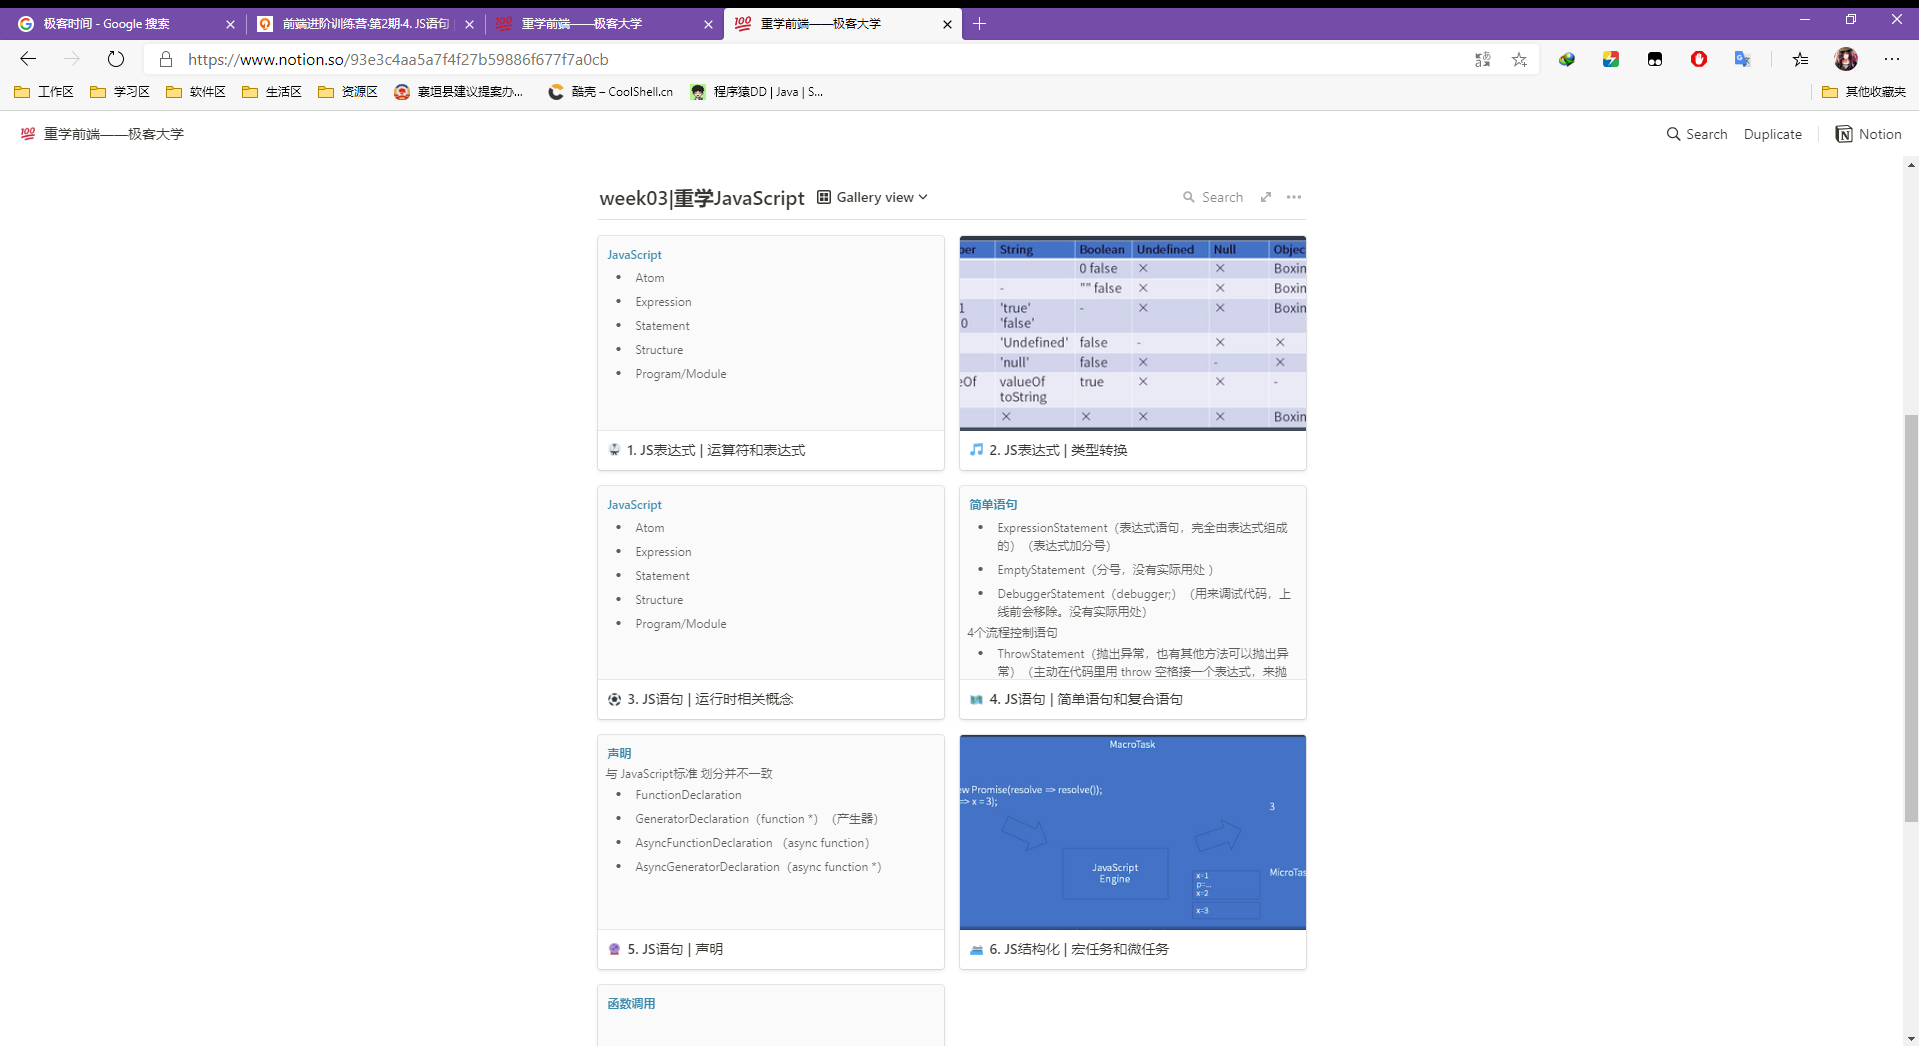 极客时间 - Google 搜索
前端进阶训练营-第2期-4. JS语句
重学前端——极客大学
重学前端——极客大学
https://www.notion.so/93e3c4aa5a7f4f27b59886f677f7a0cb
工作区
学习区
软件区
生活区
资源区
襄垣县建议提案办...
酷壳 – CoolShell.cn
程序猿DD | Java | S...
其他收藏夹
重学前端——极客大学
Search
Duplicate
Notion
week03|重学JavaScript
Gallery view
Search
JavaScript
Atom
Expression
Statement
Structure
Program/Module
1. JS表达式 | 运算符和表达式
ber String Boolean Undefined Null Objec
0 false × × Boxin
- "" false × × Boxin
1 'true' - × × Boxin
0 'false'
'Undefined' false - × ×
'null' false × - ×
eOf valueOf true × × -
toString
× × × × Boxin
2. JS表达式 | 类型转换
JavaScript
Atom
Expression
Statement
Structure
Program/Module
3. JS语句 | 运行时相关概念
简单语句
ExpressionStatement（表达式语句，完全由表达式组成
的）（表达式加分号）
EmptyStatement（分号，没有实际用处 ）
DebuggerStatement（debugger;）（用来调试代码，上
线前会移除。没有实际用处）
4个流程控制语句
ThrowStatement（抛出异常，也有其他方法可以抛出异
常）（主动在代码里用 throw 空格接一个表达式，来抛
4. JS语句 | 简单语句和复合语句
声明
与 JavaScript标准 划分并不一致
FunctionDeclaration
GeneratorDeclaration（function *）（产生器）
AsyncFunctionDeclaration （async function）
AsyncGeneratorDeclaration（async function *）
5. JS语句 | 声明
MacroTask
ew Promise(resolve => resolve());
=> x = 3);
3
JavaScript
Engine
x=1
p=...
x=2
x=3
MicroTas
6. JS结构化 | 宏任务和微任务
函数调用